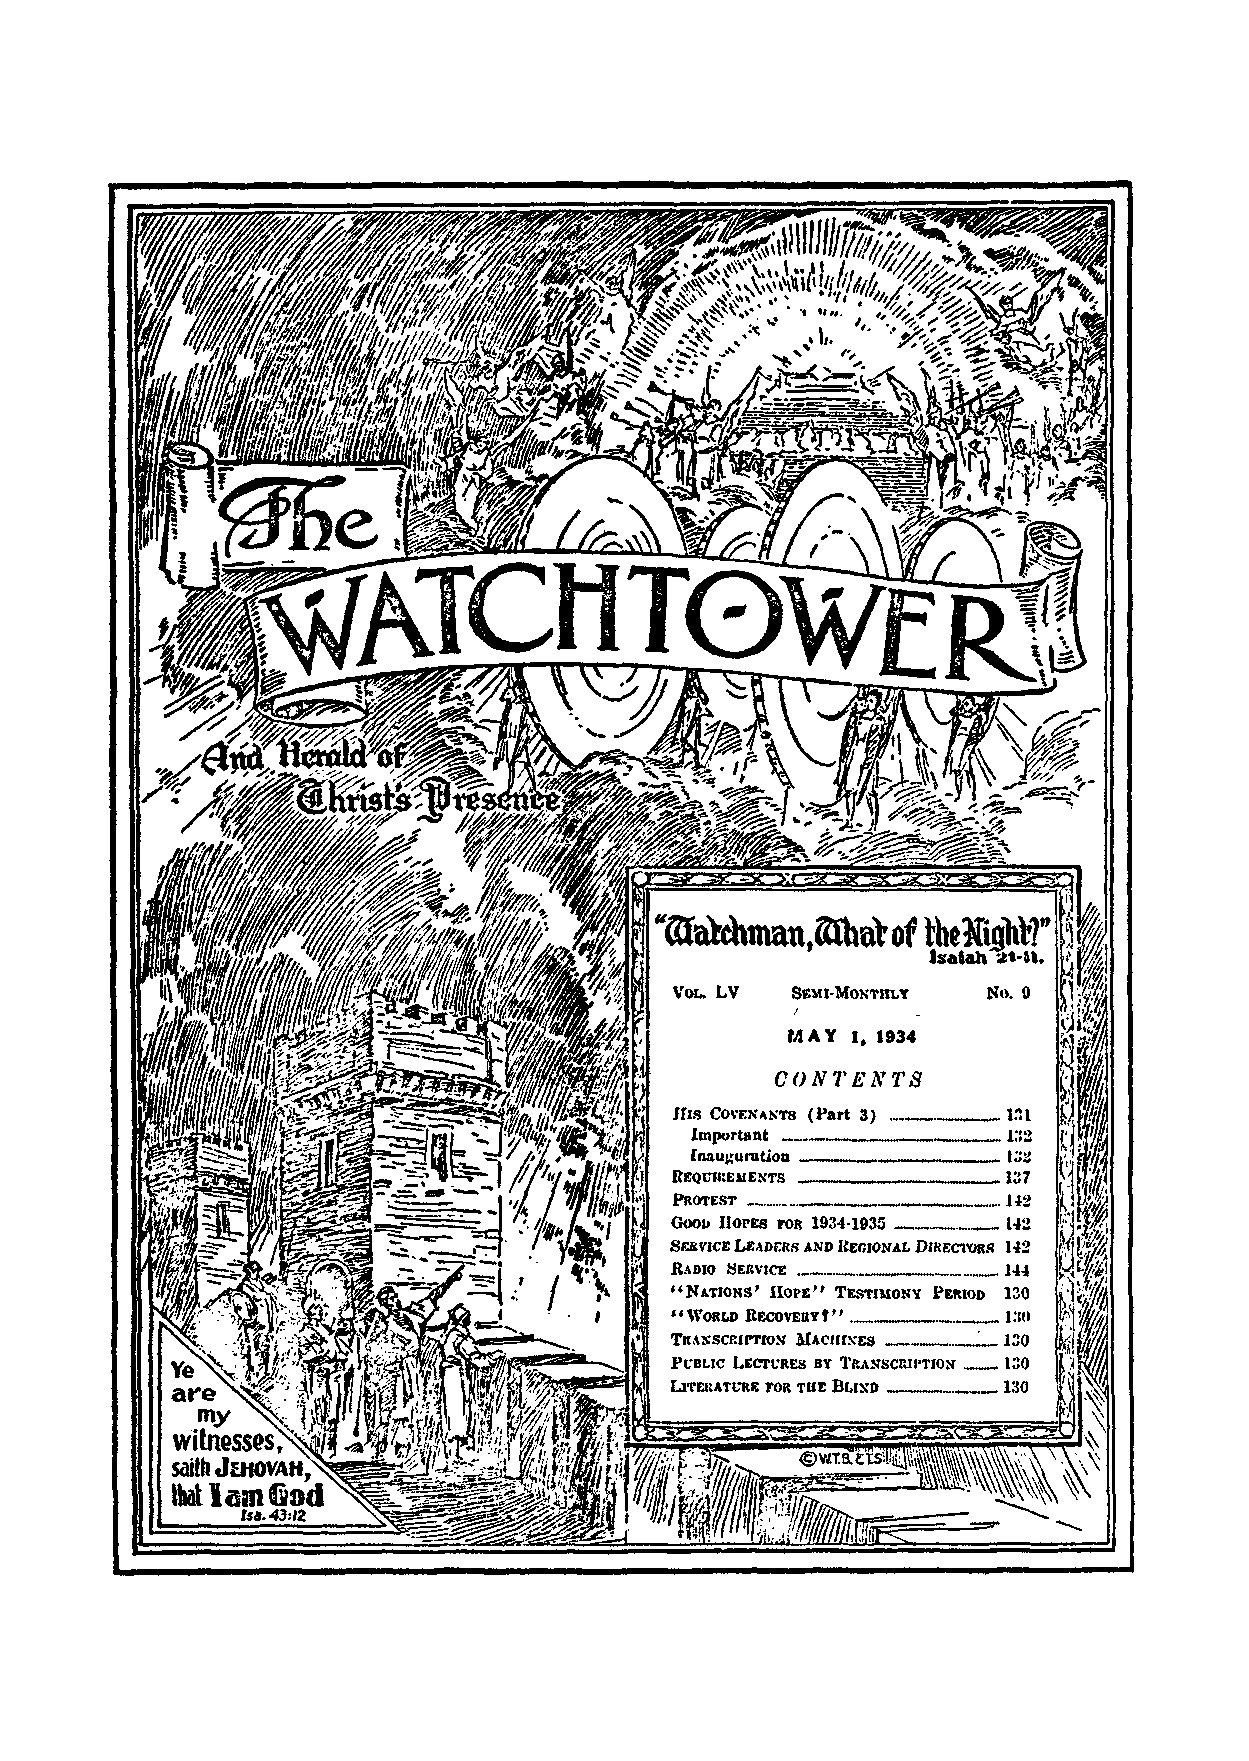 The
WATCHTOWER
And Herald of
Christ's Presence
"Watchman, What of the Night?"
Isaiah 21-11.
VOL. LV SEMI-MONTHLY No. 9
MAY 1, 1934
CONTENTS
HIS COVENANTS (Part 3) 131
Important 132
Inauguration 132
REQUIREMENTS 137
PROTEST 142
GOOD HOPES FOR 1934-1935 142
SERVICE LEADERS AND REGIONAL DIRECTORS 142
RADIO SERVICE 144
"NATIONS' HOPE" TESTIMONY PERIOD 130
"WORLD RECOVERY?" 130
TRANSCRIPTION MACHINES 130
PUBLIC LECTURES BY TRANSCRIPTION 130
LITERATURE FOR THE BLIND 130
©W.T.B.&T.S.
Ye
are
my
witnesses,
saith JEHOVAH,
that I am God
Isa. 43:12